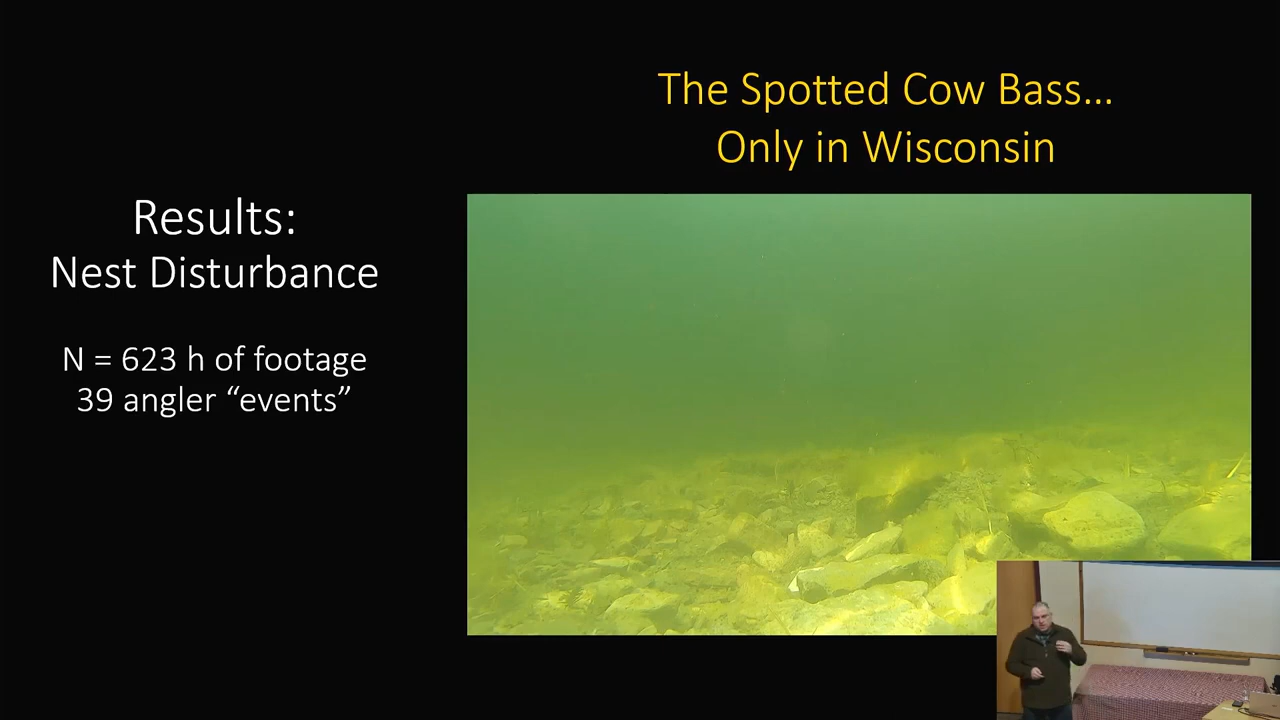 The Spotted Cow Bass...
Only in Wisconsin
Results:
Nest Disturbance
N = 623 h of footage
39 angler “events”